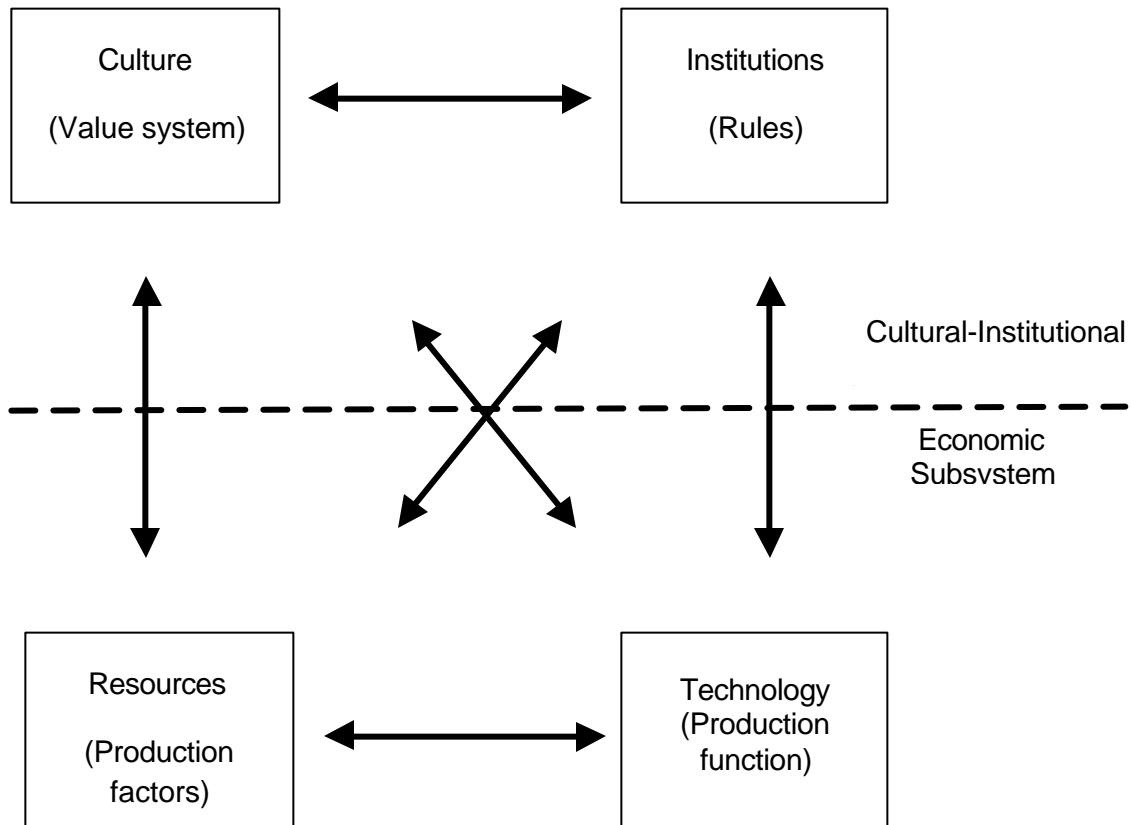 Culture
(Value system)
Institutions
(Rules)
Cultural-Institutional
Economic
Subsystem
Resources
(Production
factors)
Technology
(Production
function)